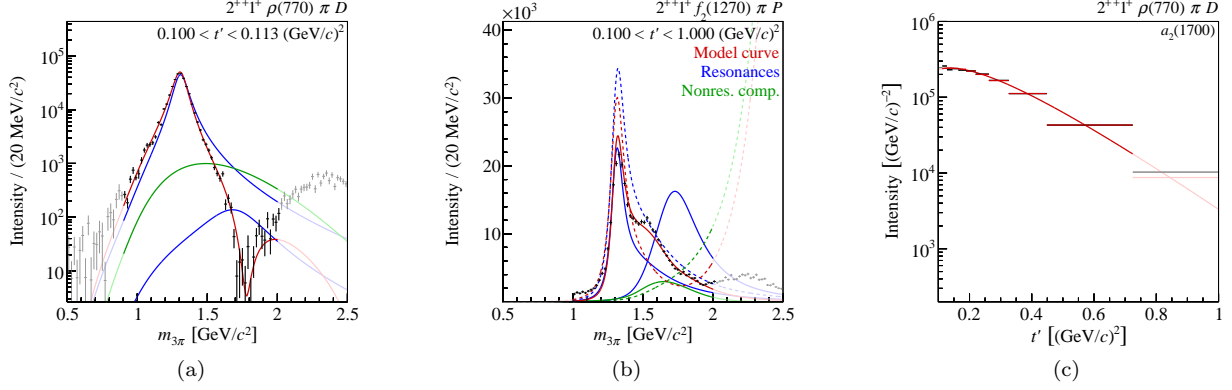 2⁺⁺1⁺ ρ(770) π D
0.100 < t′ < 0.113 (GeV/c)²
10⁵
10⁴
10³
10²
10
Intensity / (20 MeV/c²)
0.5 1 1.5 2 2.5
m₃π [GeV/c²]
(a)
×10³
2⁺⁺1⁺ f₂(1270) π P
0.100 < t′ < 1.000 (GeV/c)²
Model curve
Resonances
Nonres. comp.
40
30
20
10
0
Intensity / (20 MeV/c²)
0.5 1 1.5 2 2.5
m₃π [GeV/c²]
(b)
2⁺⁺1⁺ ρ(770) π D
a₂(1700)
10⁶
10⁵
10⁴
10³
Intensity [(GeV/c)⁻²]
0.2 0.4 0.6 0.8 1
t′ [(GeV/c)²]
(c)